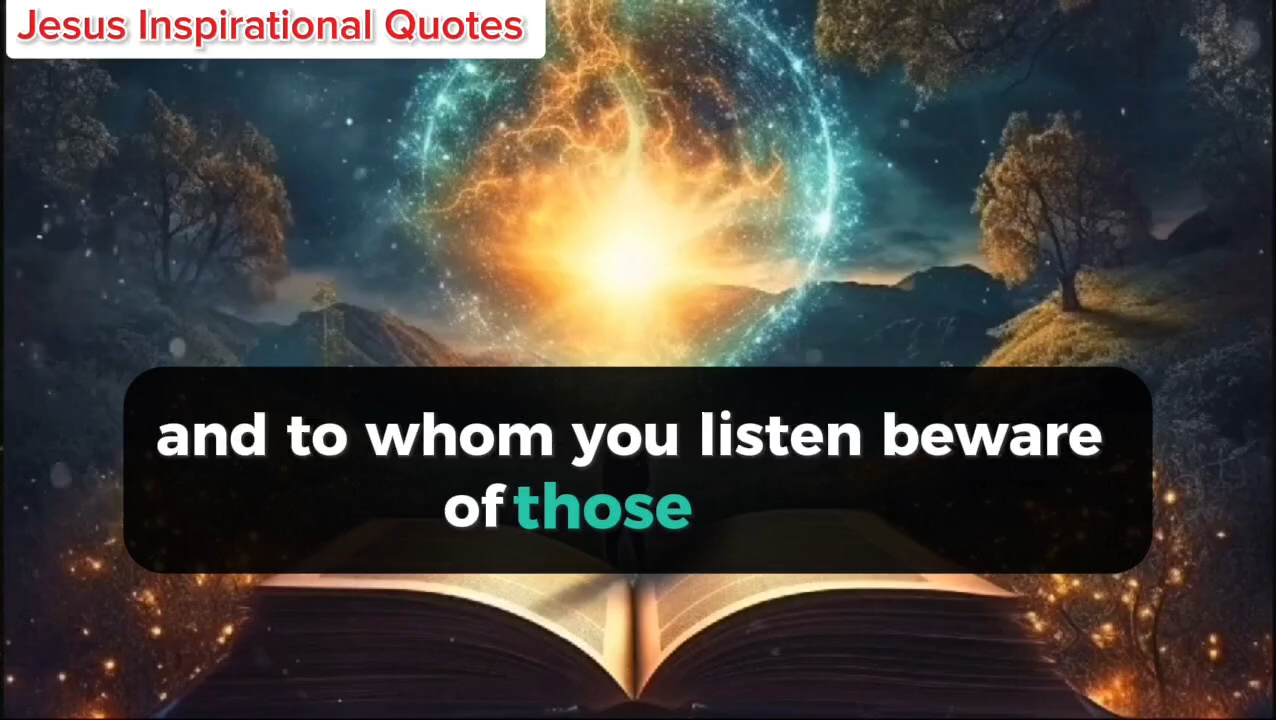 Jesus Inspirational Quotes
and to whom you listen beware
of those